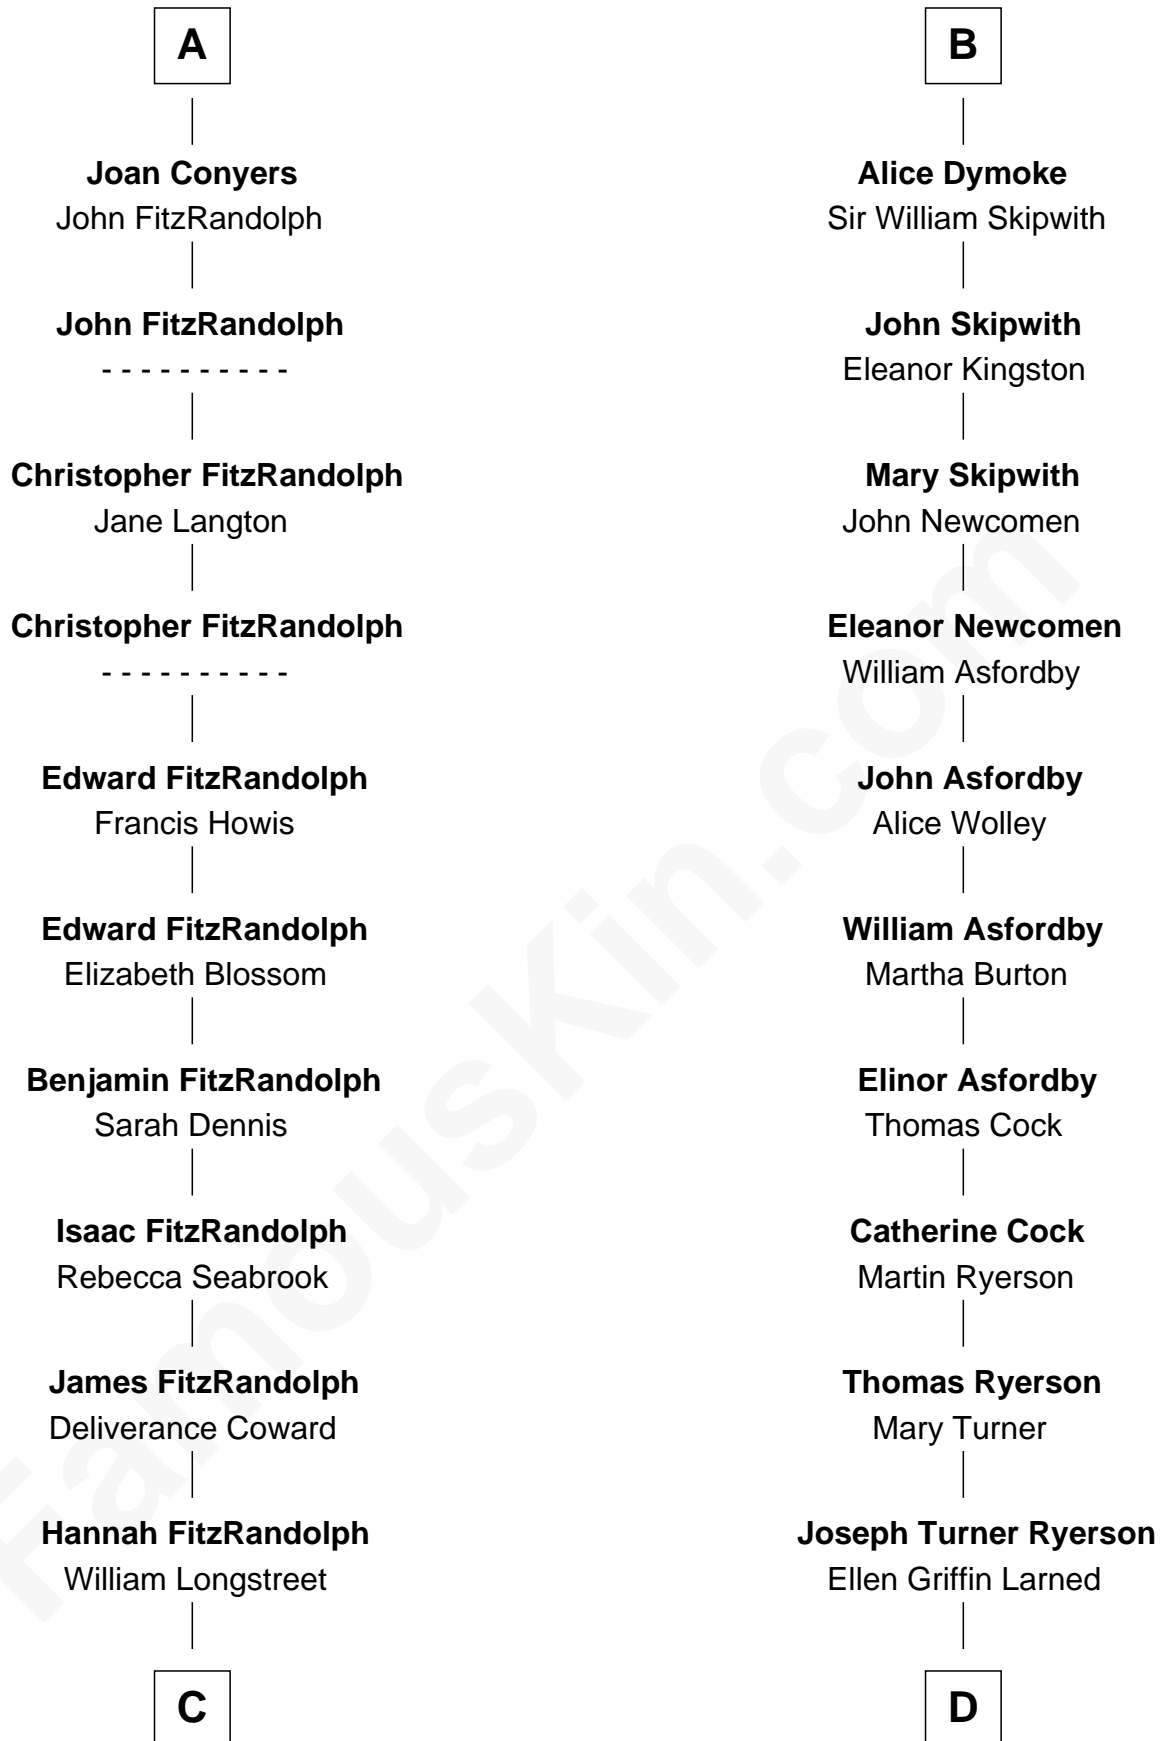 A
Joan Conyers
John FitzRandolph
John FitzRandolph
- - - - - - - - - -
Christopher FitzRandolph
Jane Langton
Christopher FitzRandolph
- - - - - - - - - -
Edward FitzRandolph
Francis Howis
Edward FitzRandolph
Elizabeth Blossom
Benjamin FitzRandolph
Sarah Dennis
Isaac FitzRandolph
Rebecca Seabrook
James FitzRandolph
Deliverance Coward
Hannah FitzRandolph
William Longstreet
C
B
Alice Dymoke
Sir William Skipwith
John Skipwith
Eleanor Kingston
Mary Skipwith
John Newcomen
Eleanor Newcomen
William Asfordby
John Asfordby
Alice Wolley
William Asfordby
Martha Burton
Elinor Asfordby
Thomas Cock
Catherine Cock
Martin Ryerson
Thomas Ryerson
Mary Turner
Joseph Turner Ryerson
Ellen Griffin Larned
D
FamousKin.com